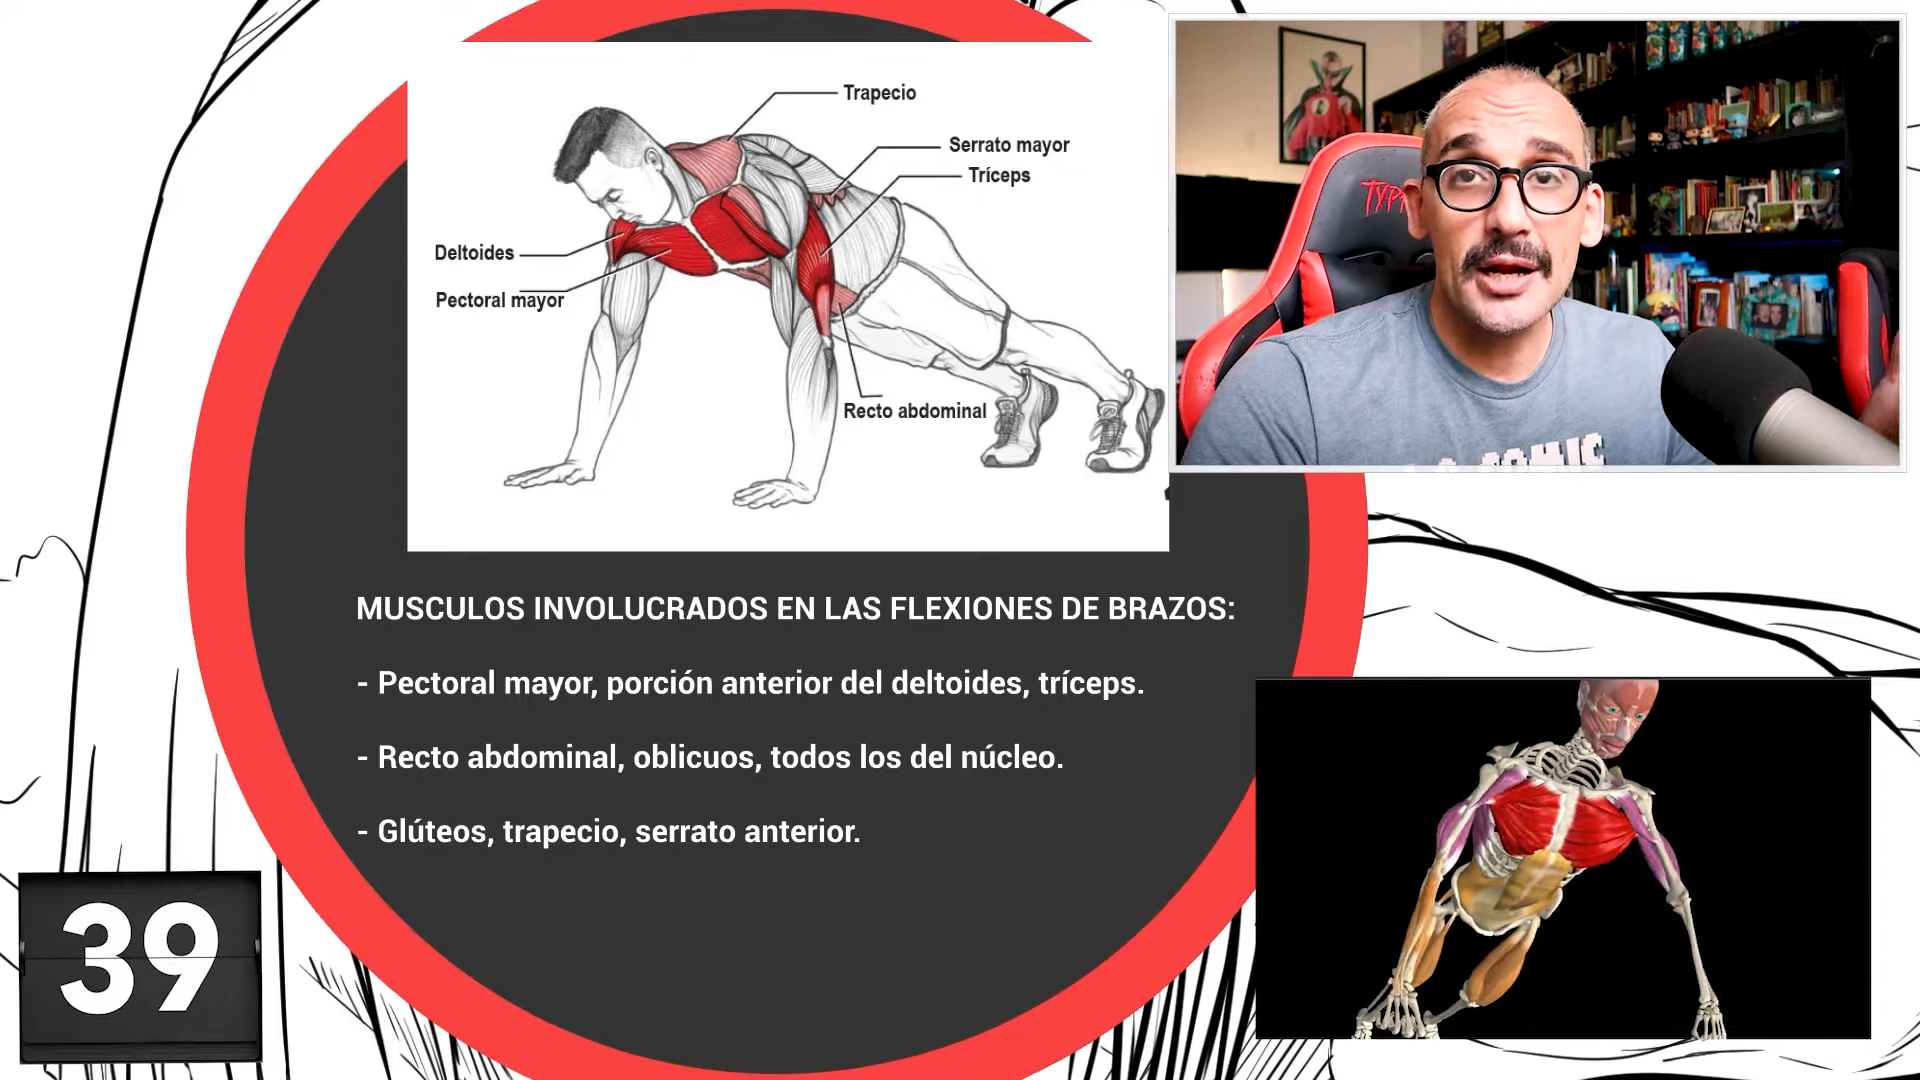 Trapecio
Serrato mayor
Tríceps
Deltoides
Pectoral mayor
Recto abdominal
MUSCULOS INVOLUCRADOS EN LAS FLEXIONES DE BRAZOS:
- Pectoral mayor, porción anterior del deltoides, tríceps.
- Recto abdominal, oblicuos, todos los del núcleo.
- Glúteos, trapecio, serrato anterior.
39